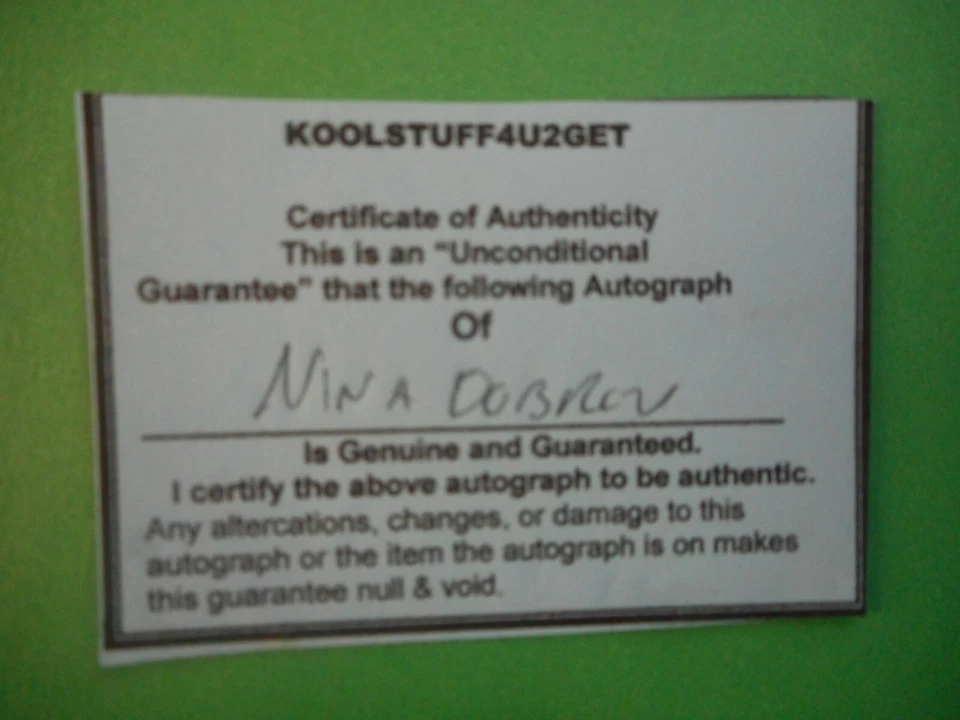 KOOLSTUFF4U2GET
Certificate of Authenticity
This is an “Unconditional
Guarantee” that the following Autograph
Of
NINA DOBREV
Is Genuine and Guaranteed.
I certify the above autograph to be authentic.
Any altercations, changes, or damage to this
autograph or the item the autograph is on makes
this guarantee null & void.